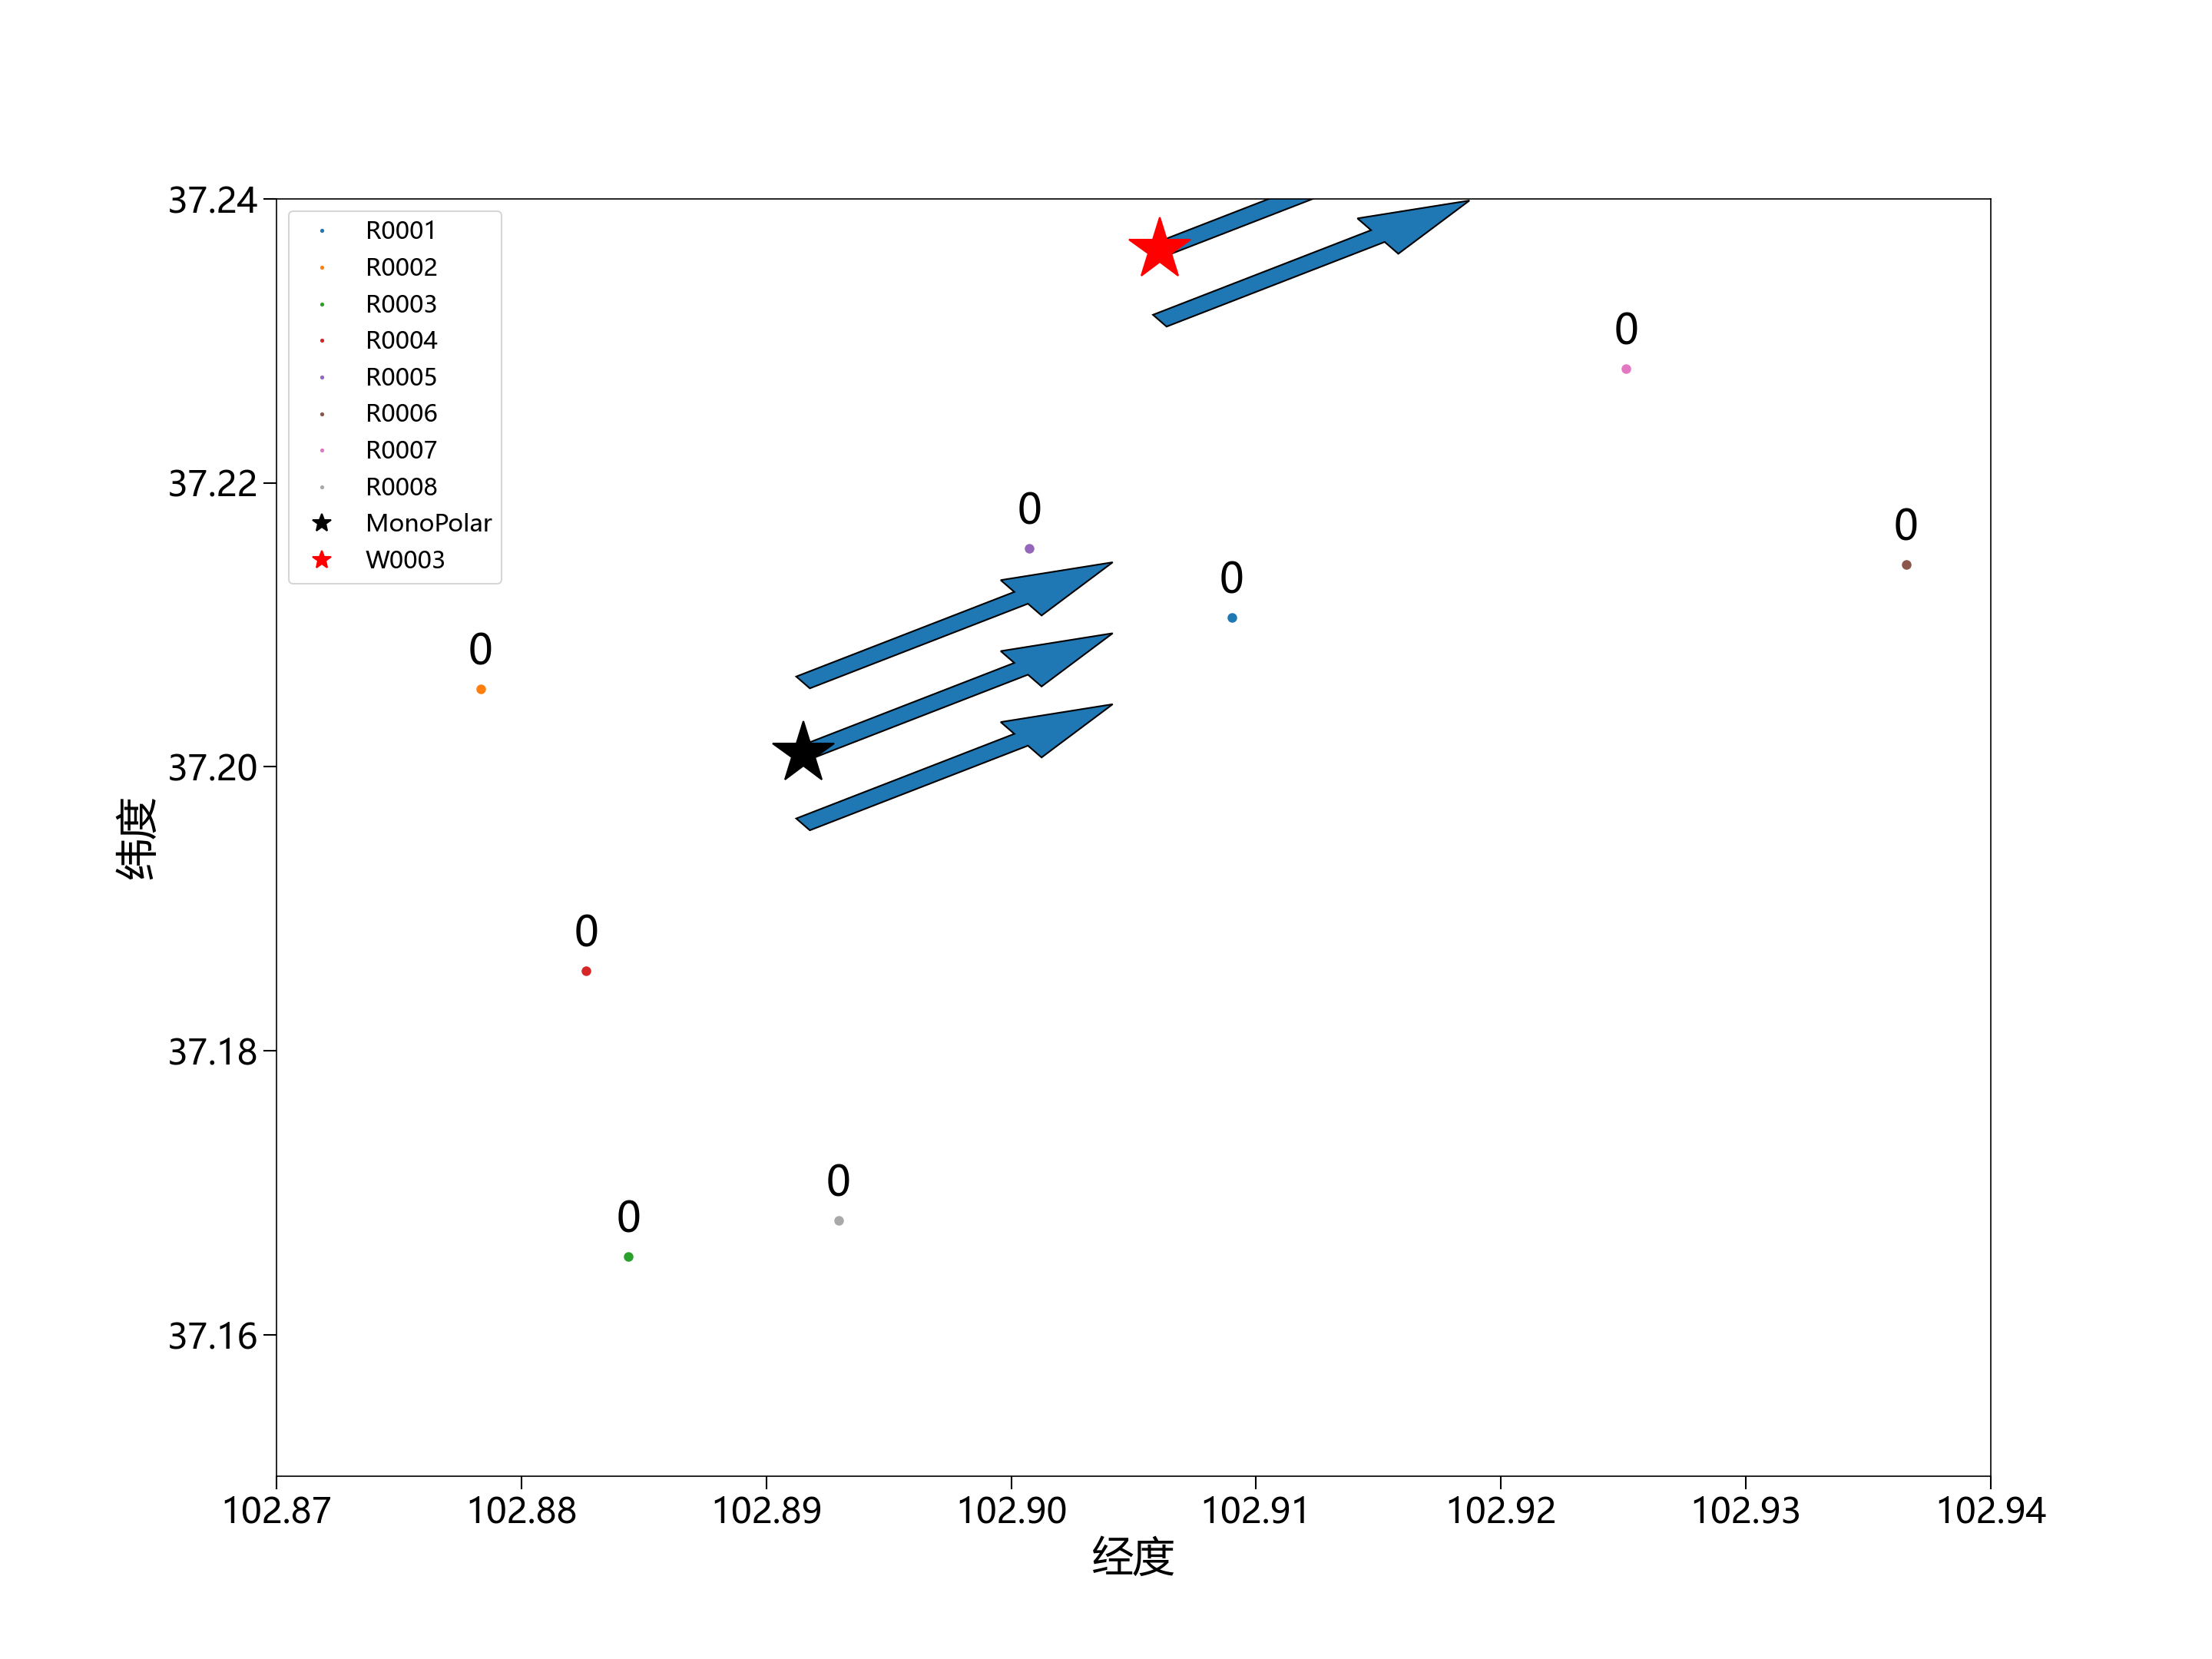 37.24
37.22
37.20
37.18
37.16
纬度
R0001
R0002
R0003
R0004
R0005
R0006
R0007
R0008
MonoPolar
W0003
0
0
0
0
0
0
0
0
102.87 102.88 102.89 102.90 102.91 102.92 102.93 102.94
经度